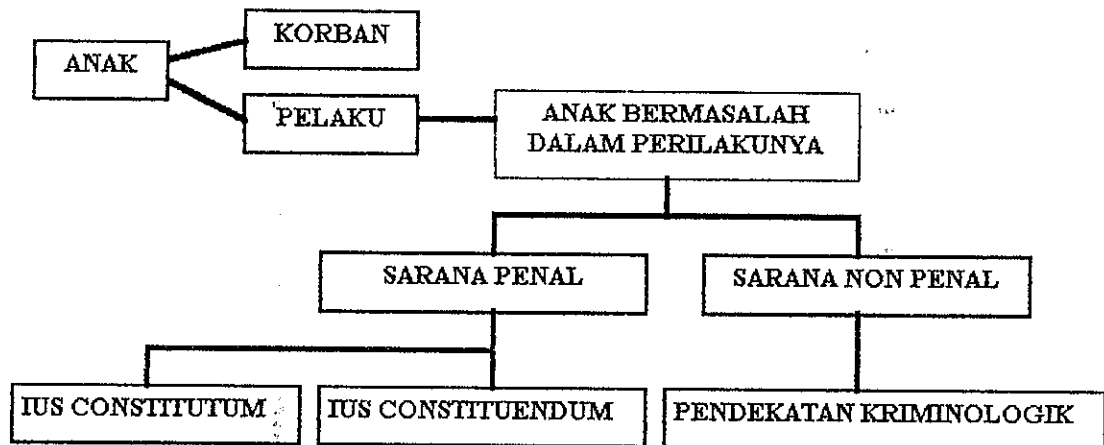 KORBAN
ANAK
PELAKU
ANAK BERMASALAH
DALAM PERILAKUNYA
SARANA PENAL
SARANA NON PENAL
IUS CONSTITUTUM
IUS CONSTITUENDUM
PENDEKATAN KRIMINOLOGIK